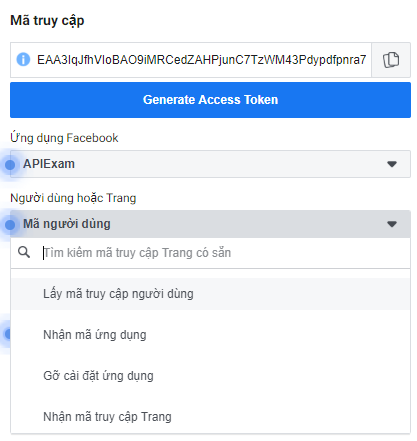 Mã truy cập
EAA3IqJfhVIoBAO9iMRCedZAHPjunC7TzWM43Pdypdfpnra7
Generate Access Token
Ứng dụng Facebook
APIExam
Người dùng hoặc Trang
Mã người dùng
Tìm kiếm mã truy cập Trang có sẵn
Lấy mã truy cập người dùng
Nhận mã ứng dụng
Gỡ cài đặt ứng dụng
Nhận mã truy cập Trang